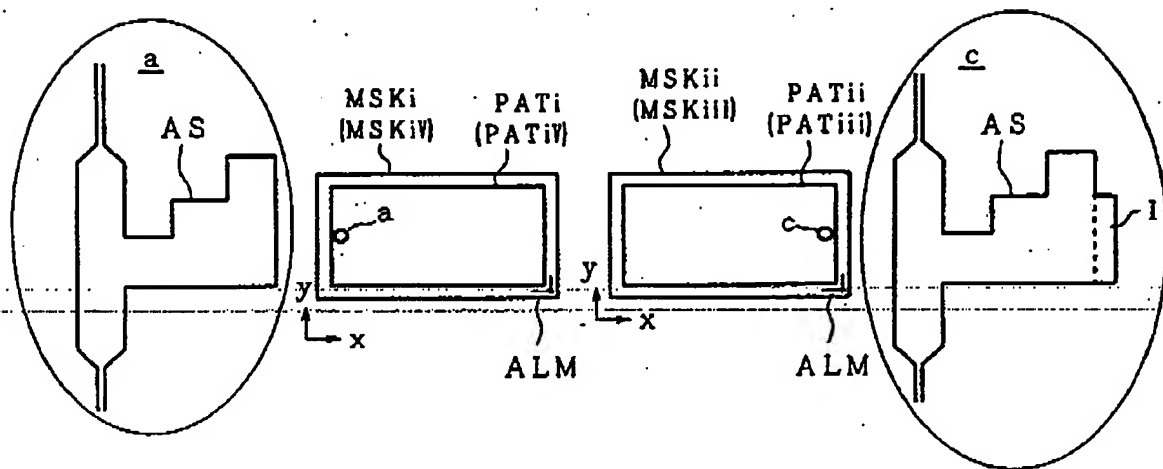 a
AS
MSKi
(MSKiV)
PATi
(PATiV)
a
y
x
ALM
MSKii
(MSKiii)
PATii
(PATiii)
c
y
x
ALM
c
AS
I